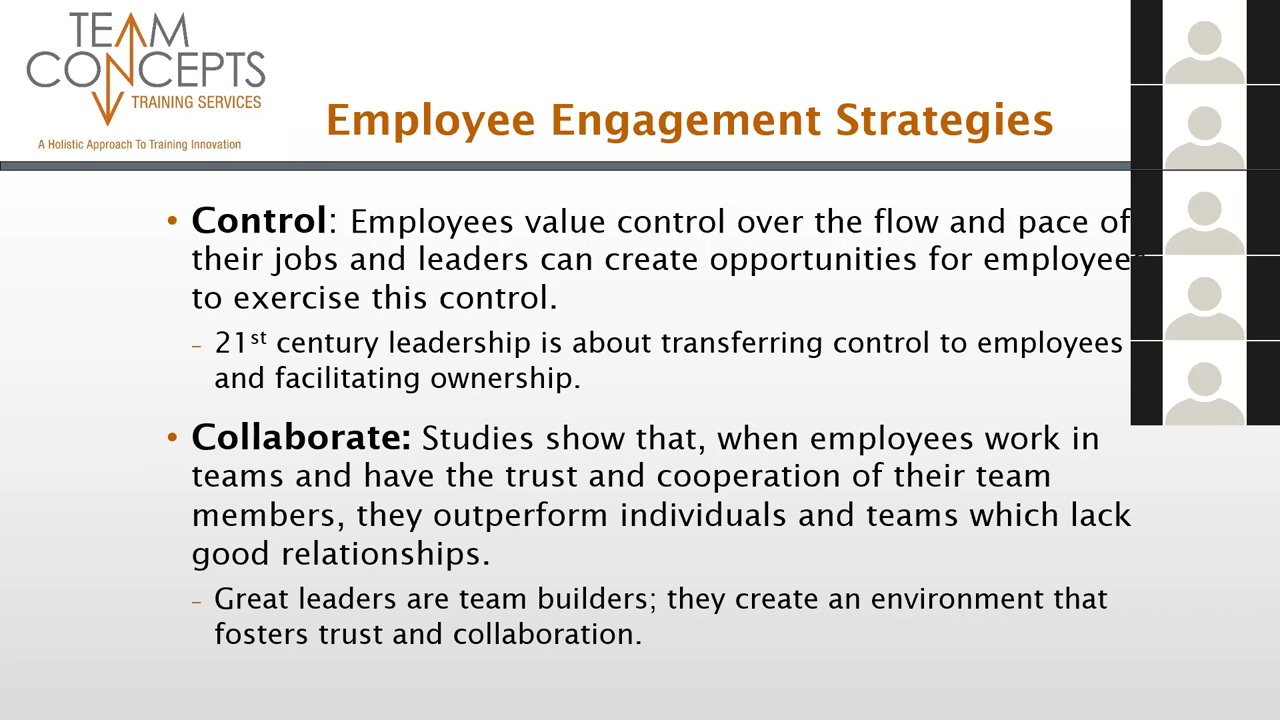 TEAM
CONCEPTS
TRAINING SERVICES
A Holistic Approach To Training Innovation
Employee Engagement Strategies
• Control: Employees value control over the flow and pace of
their jobs and leaders can create opportunities for employees
to exercise this control.
– 21st century leadership is about transferring control to employees
and facilitating ownership.
• Collaborate: Studies show that, when employees work in
teams and have the trust and cooperation of their team
members, they outperform individuals and teams which lack
good relationships.
– Great leaders are team builders; they create an environment that
fosters trust and collaboration.